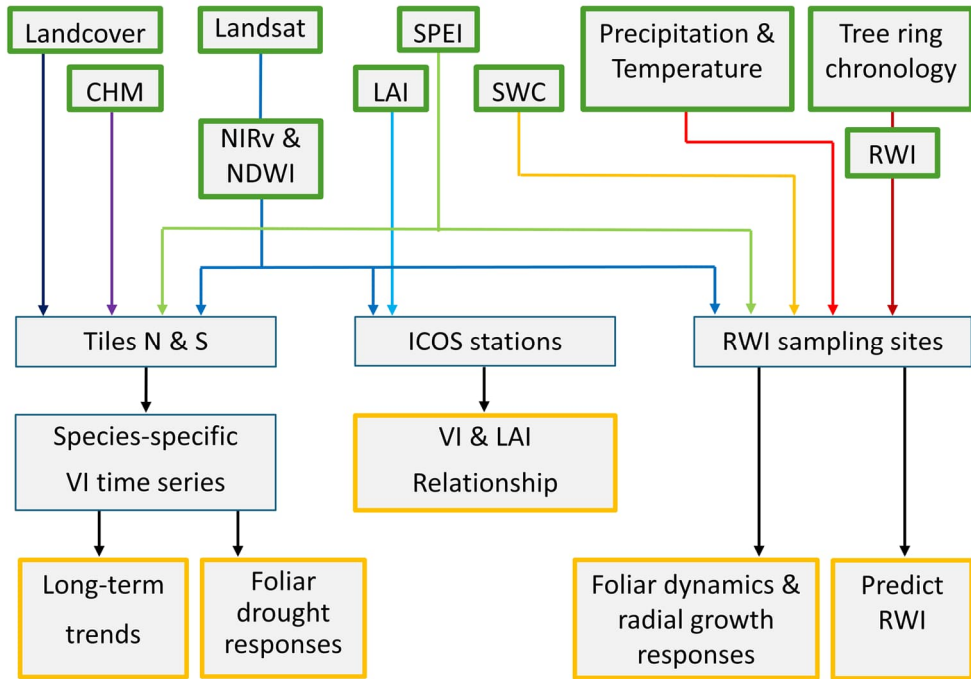 Landcover
Landsat
SPEI
Precipitation &
Temperature
Tree ring
chronology
CHM
LAI
SWC
NIRv &
NDWI
RWI
Tiles N & S
ICOS stations
RWI sampling sites
Species-specific
VI time series
VI & LAI
Relationship
Long-term
trends
Foliar
drought
responses
Foliar dynamics &
radial growth
responses
Predict
RWI